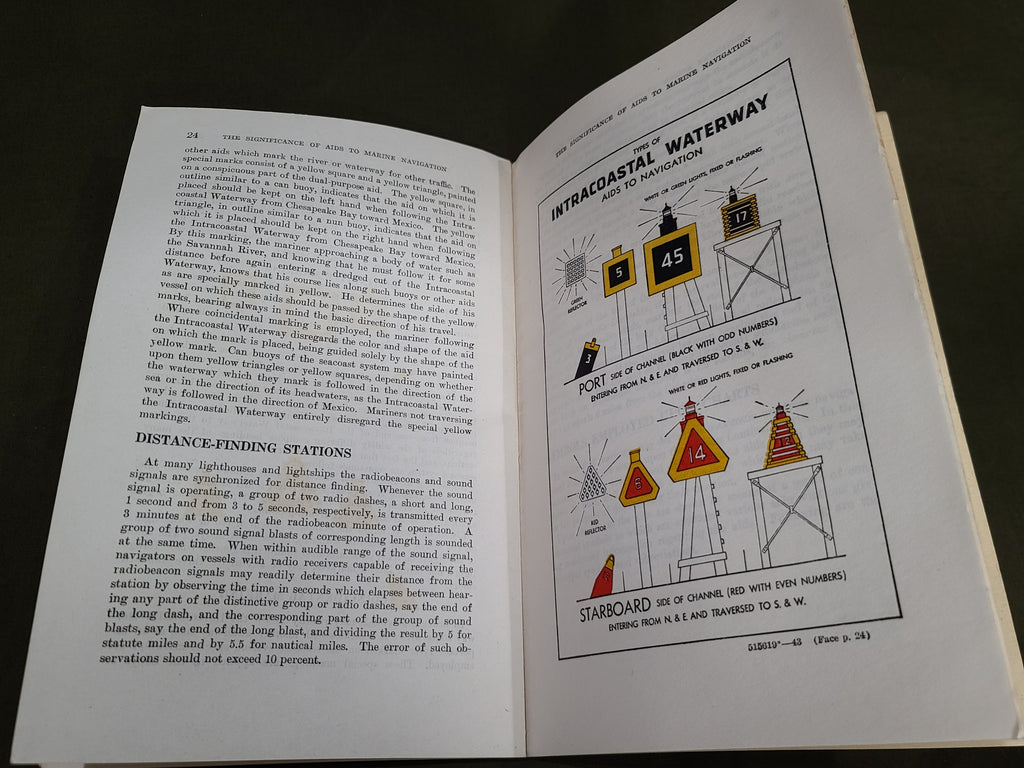 24 THE SIGNIFICANCE OF AIDS TO MARINE NAVIGATION
other aids which mark the river or waterway for other traffic. The
special marks consist of a yellow square and a yellow triangle, painted
on a conspicuous part of the dual-purpose aid. The yellow square, in
outline similar to a can buoy, indicates that the aid on which it is
placed should be kept on the left hand when following the Intra-
coastal Waterway from Chesapeake Bay toward Mexico. The yellow
triangle, in outline similar to a nun buoy, indicates that the aid on
which it is placed should be kept on the right hand when following
the Intracoastal Waterway from Chesapeake Bay toward Mexico.
By this marking, the mariner approaching a body of water such as
the Savannah River, and knowing that he must follow it for some
distance before again entering a dredged cut of the Intracoastal
Waterway, knows that his course lies along such buoys or other aids
as are specially marked in yellow. He determines the side of his
vessel on which these aids should be passed by the shape of the yellow
marks, bearing always in mind the basic direction of his travel.
Where coincidental marking is employed, the mariner following
the Intracoastal Waterway disregards the color and shape of the aid
on which the mark is placed, being guided solely by the shape of the
yellow mark. Can buoys of the seacoast system may have painted
upon them yellow triangles or yellow squares, depending on whether
the waterway which they mark is followed in the direction of the
sea or in the direction of its headwaters, as the Intracoastal Water-
way is followed in the direction of Mexico. Mariners not traversing
the Intracoastal Waterway entirely disregard the special yellow
markings.
DISTANCE-FINDING STATIONS
At many lighthouses and lightships the radiobeacons and sound
signals are synchronized for distance finding. Whenever the sound
signal is operating, a group of two radio dashes, a short and long,
1 second and from 3 to 5 seconds, respectively, is transmitted every
3 minutes at the end of the radiobeacon minute of operation. A
group of two sound signal blasts of corresponding length is sounded
at the same time. When within audible range of the sound signal,
navigators on vessels with radio receivers capable of receiving the
radiobeacon signals may readily determine their distance from the
station by observing the time in seconds which elapses between hear-
ing any part of the distinctive group or radio dashes, say the end of
the long dash, and the corresponding part of the group of sound
blasts, say the end of the long blast, and dividing the result by 5 for
statute miles and by 5.5 for nautical miles. The error of such ob-
servations should not exceed 10 percent.
THE SIGNIFICANCE OF AIDS TO MARINE NAVIGATION
TYPES OF
INTRACOASTAL WATERWAY
AIDS TO NAVIGATION
WHITE OR GREEN LIGHTS, FIXED OR FLASHING
17
45
5
GREEN
REFLECTOR
3
PORT SIDE OF CHANNEL (BLACK WITH ODD NUMBERS)
ENTERING FROM N. & E. AND TRAVERSED TO S. & W.
WHITE OR RED LIGHTS, FIXED OR FLASHING
14
12
6
RED
REFLECTOR
STARBOARD SIDE OF CHANNEL (RED WITH EVEN NUMBERS)
ENTERING FROM N. & E. AND TRAVERSED TO S. & W.
515619°—43 (Face p. 24)